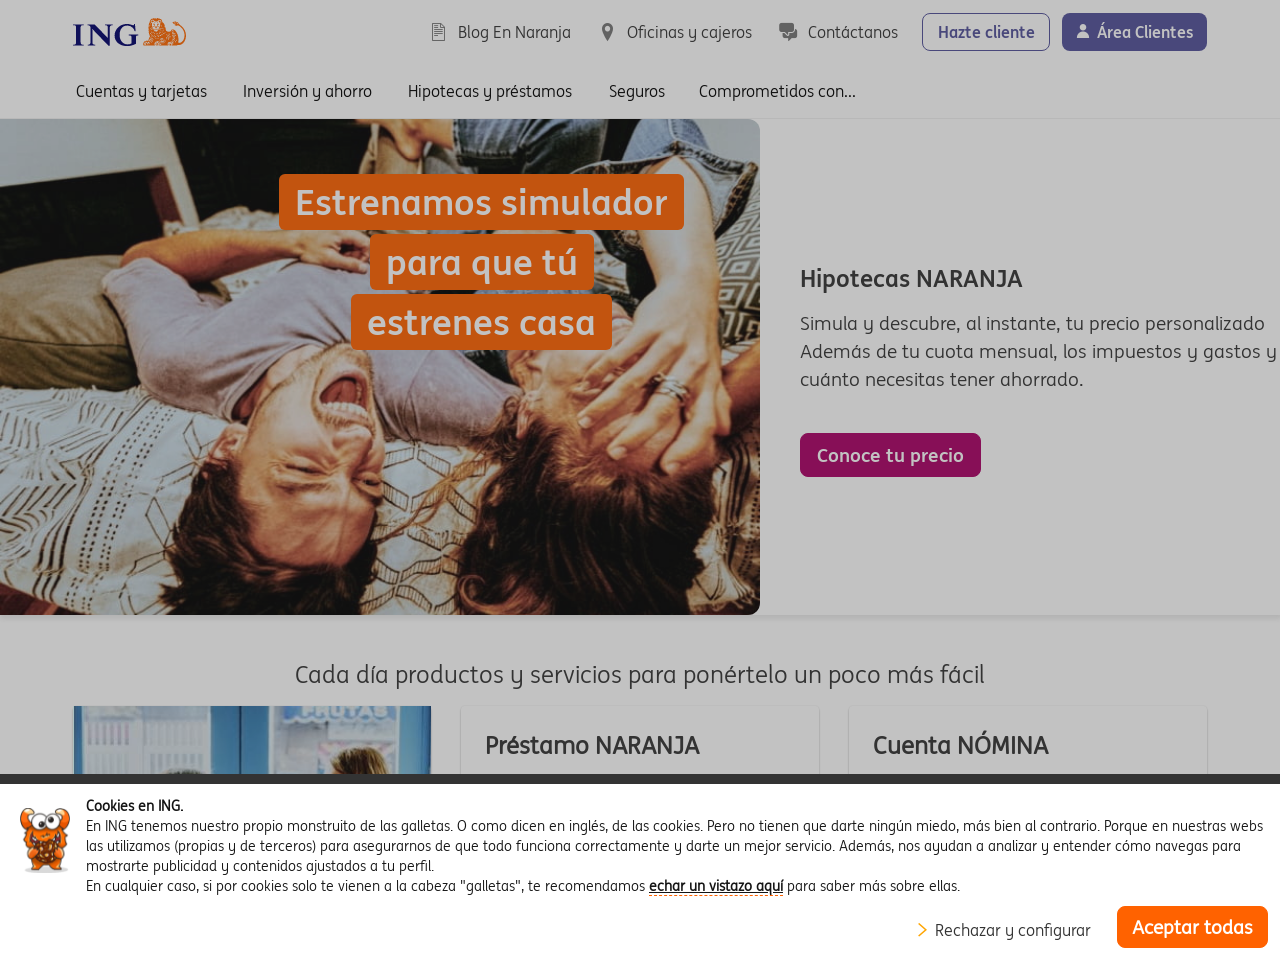 ING
Blog En Naranja
Oficinas y cajeros
Contáctanos
Hazte cliente
Área Clientes
Cuentas y tarjetas
Inversión y ahorro
Hipotecas y préstamos
Seguros
Comprometidos con...
Estrenamos simulador
para que tú
estrenes casa
Hipotecas NARANJA
Simula y descubre, al instante, tu precio personalizado
Además de tu cuota mensual, los impuestos y gastos y
cuánto necesitas tener ahorrado.
Conoce tu precio
Cada día productos y servicios para ponértelo un poco más fácil
FRUTAS
Préstamo NARANJA
Cuenta NÓMINA
Cookies en ING.
En ING tenemos nuestro propio monstruito de las galletas. O como dicen en inglés, de las cookies. Pero no tienen que darte ningún miedo, más bien al contrario. Porque en nuestras webs
las utilizamos (propias y de terceros) para asegurarnos de que todo funciona correctamente y darte un mejor servicio. Además, nos ayudan a analizar y entender cómo navegas para
mostrarte publicidad y contenidos ajustados a tu perfil.
En cualquier caso, si por cookies solo te vienen a la cabeza "galletas", te recomendamos echar un vistazo aquí para saber más sobre ellas.
Rechazar y configurar
Aceptar todas